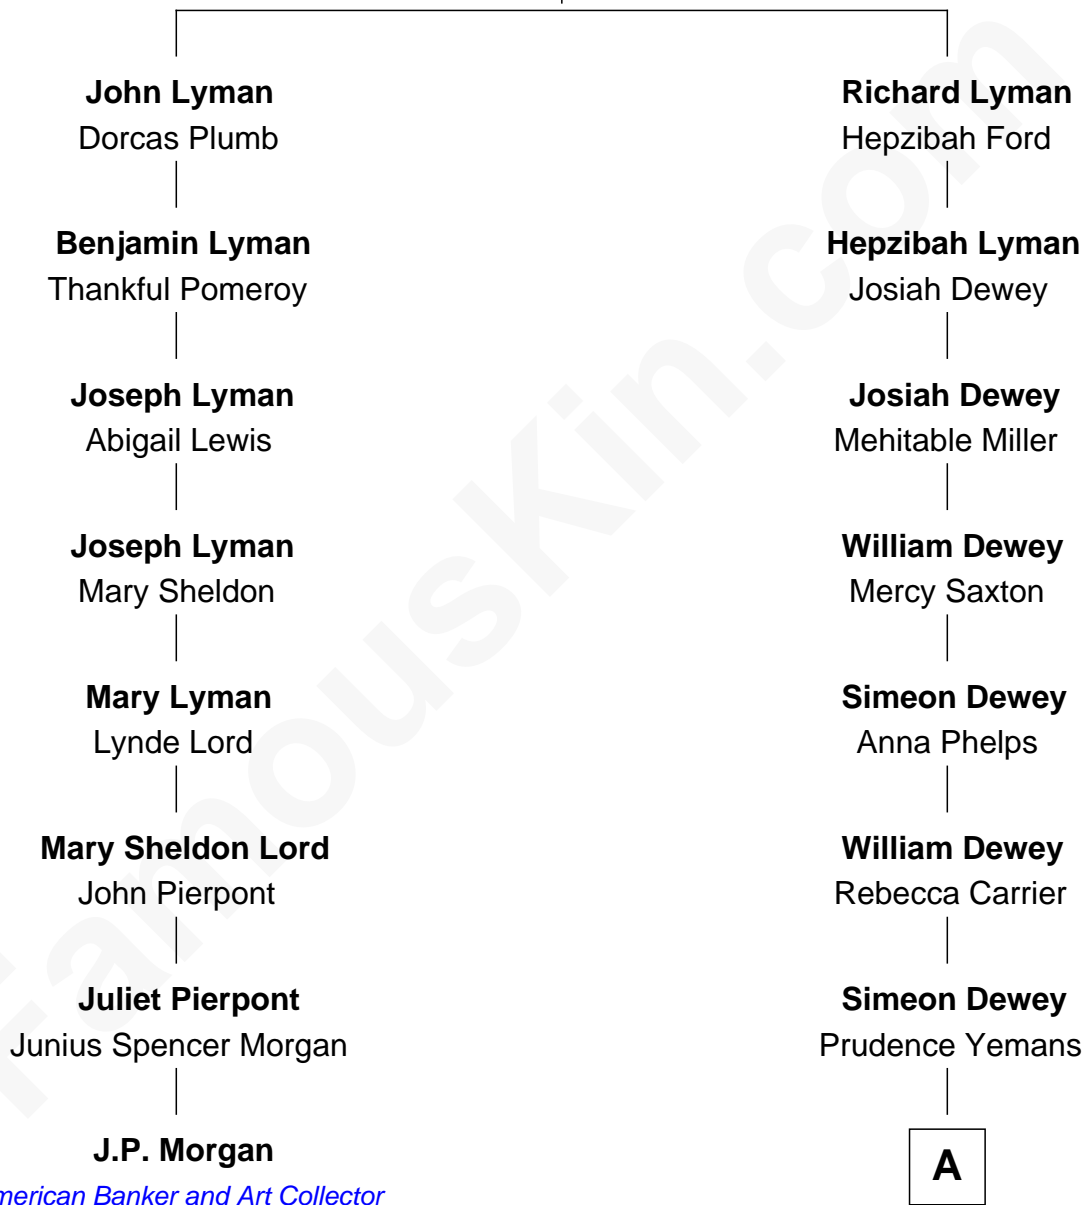 John Lyman
Dorcas Plumb
Benjamin Lyman
Thankful Pomeroy
Joseph Lyman
Abigail Lewis
Joseph Lyman
Mary Sheldon
Mary Lyman
Lynde Lord
Mary Sheldon Lord
John Pierpont
Juliet Pierpont
Junius Spencer Morgan
J.P. Morgan
merican Banker and Art Collector
Richard Lyman
Hepzibah Ford
Hepzibah Lyman
Josiah Dewey
Josiah Dewey
Mehitable Miller
William Dewey
Mercy Saxton
Simeon Dewey
Anna Phelps
William Dewey
Rebecca Carrier
Simeon Dewey
Prudence Yemans
A
FamousKin.com